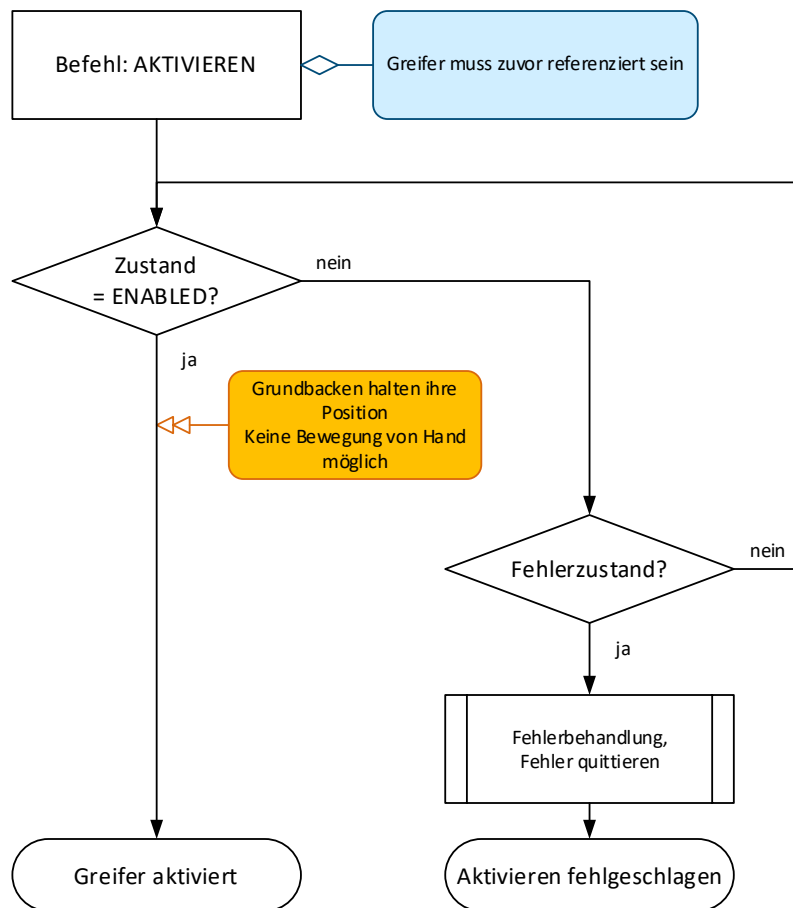 Befehl: AKTIVIEREN
Greifer muss zuvor referenziert sein
Zustand
= ENABLED?
nein
ja
Grundbacken halten ihre
Position
Keine Bewegung von Hand
möglich
Fehlerzustand?
nein
ja
Fehlerbehandlung,
Fehler quittieren
Greifer aktiviert
Aktivieren fehlgeschlagen